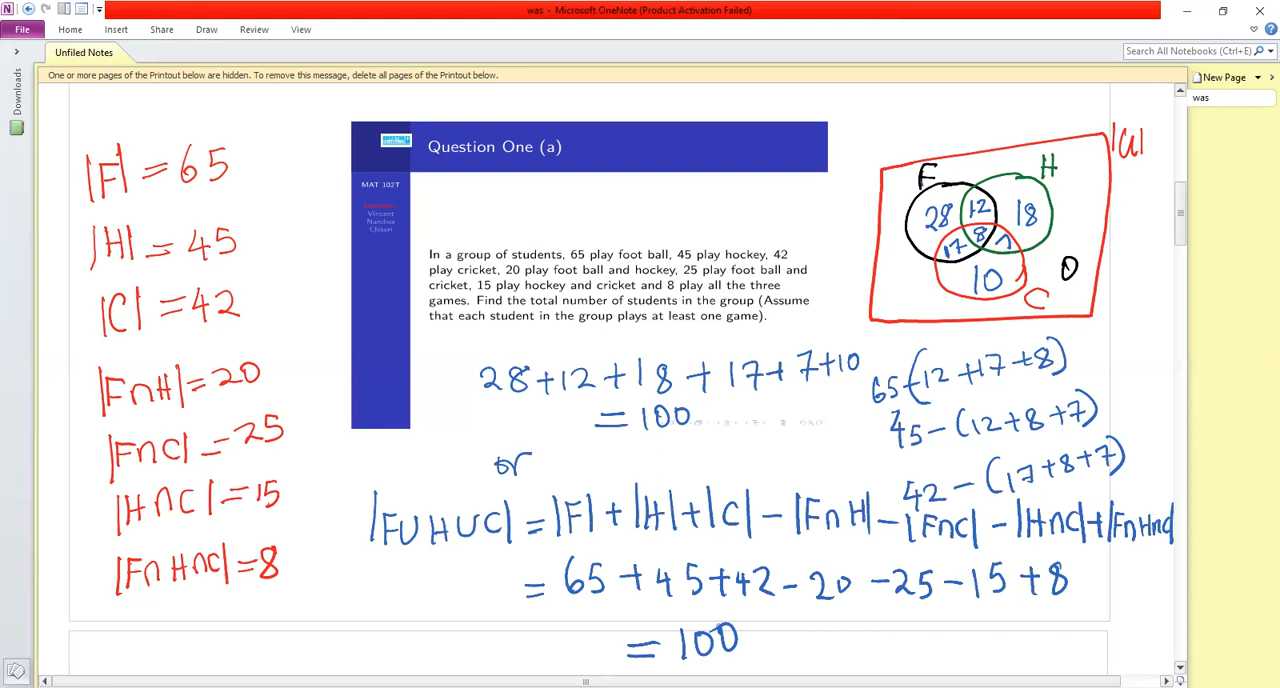 was - Microsoft OneNote (Product Activation Failed)
File Home Insert Share Draw Review View
Unfiled Notes
Search All Notebooks (Ctrl+E)
One or more pages of the Printout below are hidden. To remove this message, delete all pages of the Printout below.
New Page
was
Downloads
Question One (a)
MAT 102T
Vincent
Nandwa
Chiteri
In a group of students, 65 play foot ball, 45 play hockey, 42
play cricket, 20 play foot ball and hockey, 25 play foot ball and
cricket, 15 play hockey and cricket and 8 play all the three
games. Find the total number of students in the group (Assume
that each student in the group plays at least one game).
|F| = 65
|H| = 45
|C| = 42
|F∩H| = 20
|F∩C| = 25
|H∩C| = 15
|F∩H∩C| = 8
|U|
F H
28 12 18
17 8 7
10 0
C
28+12+18+17+7+10
= 100
65-(12+17+8)
45-(12+8+7)
42-(17+8+7)
or
|FUHUC| = |F|+|H|+|C|-|F∩H|-|F∩C|-|H∩C|+|F∩H∩C|
= 65+45+42-20-25-15+8
= 100